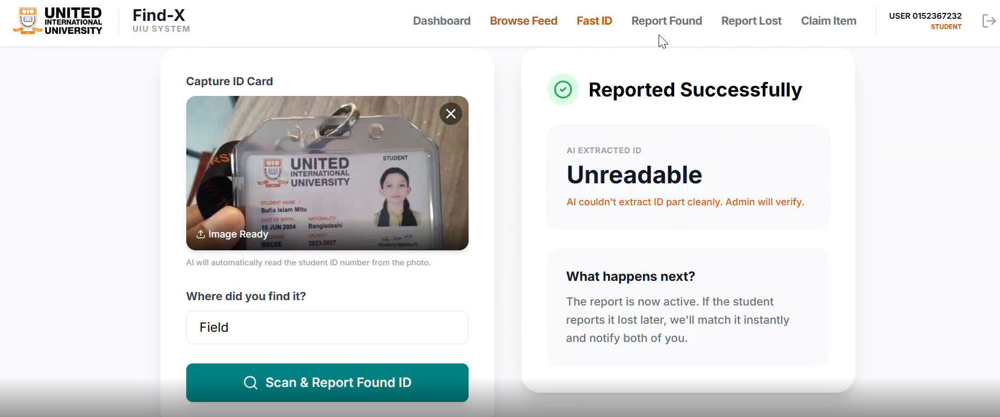 UNITED
INTERNATIONAL
UNIVERSITY
Find-X
UIU SYSTEM
Dashboard
Browse Feed
Fast ID
Report Found
Report Lost
Claim Item
USER 0152367232
STUDENT
Capture ID Card
UIU
UNITED
INTERNATIONAL
UNIVERSITY
STUDENT
STUDENT NAME
Sufia Islam Mitu
DATE OF BIRTH
NATIONALITY
16 JUN 2004
Bangladeshi
VALIDITY
BSCSE
2023-2027
Holder's Signature
Image Ready
AI will automatically read the student ID number from the photo.
Where did you find it?
Field
Scan & Report Found ID
Reported Successfully
AI EXTRACTED ID
Unreadable
AI couldn't extract ID part cleanly. Admin will verify.
What happens next?
The report is now active. If the student
reports it lost later, we'll match it instantly
and notify both of you.